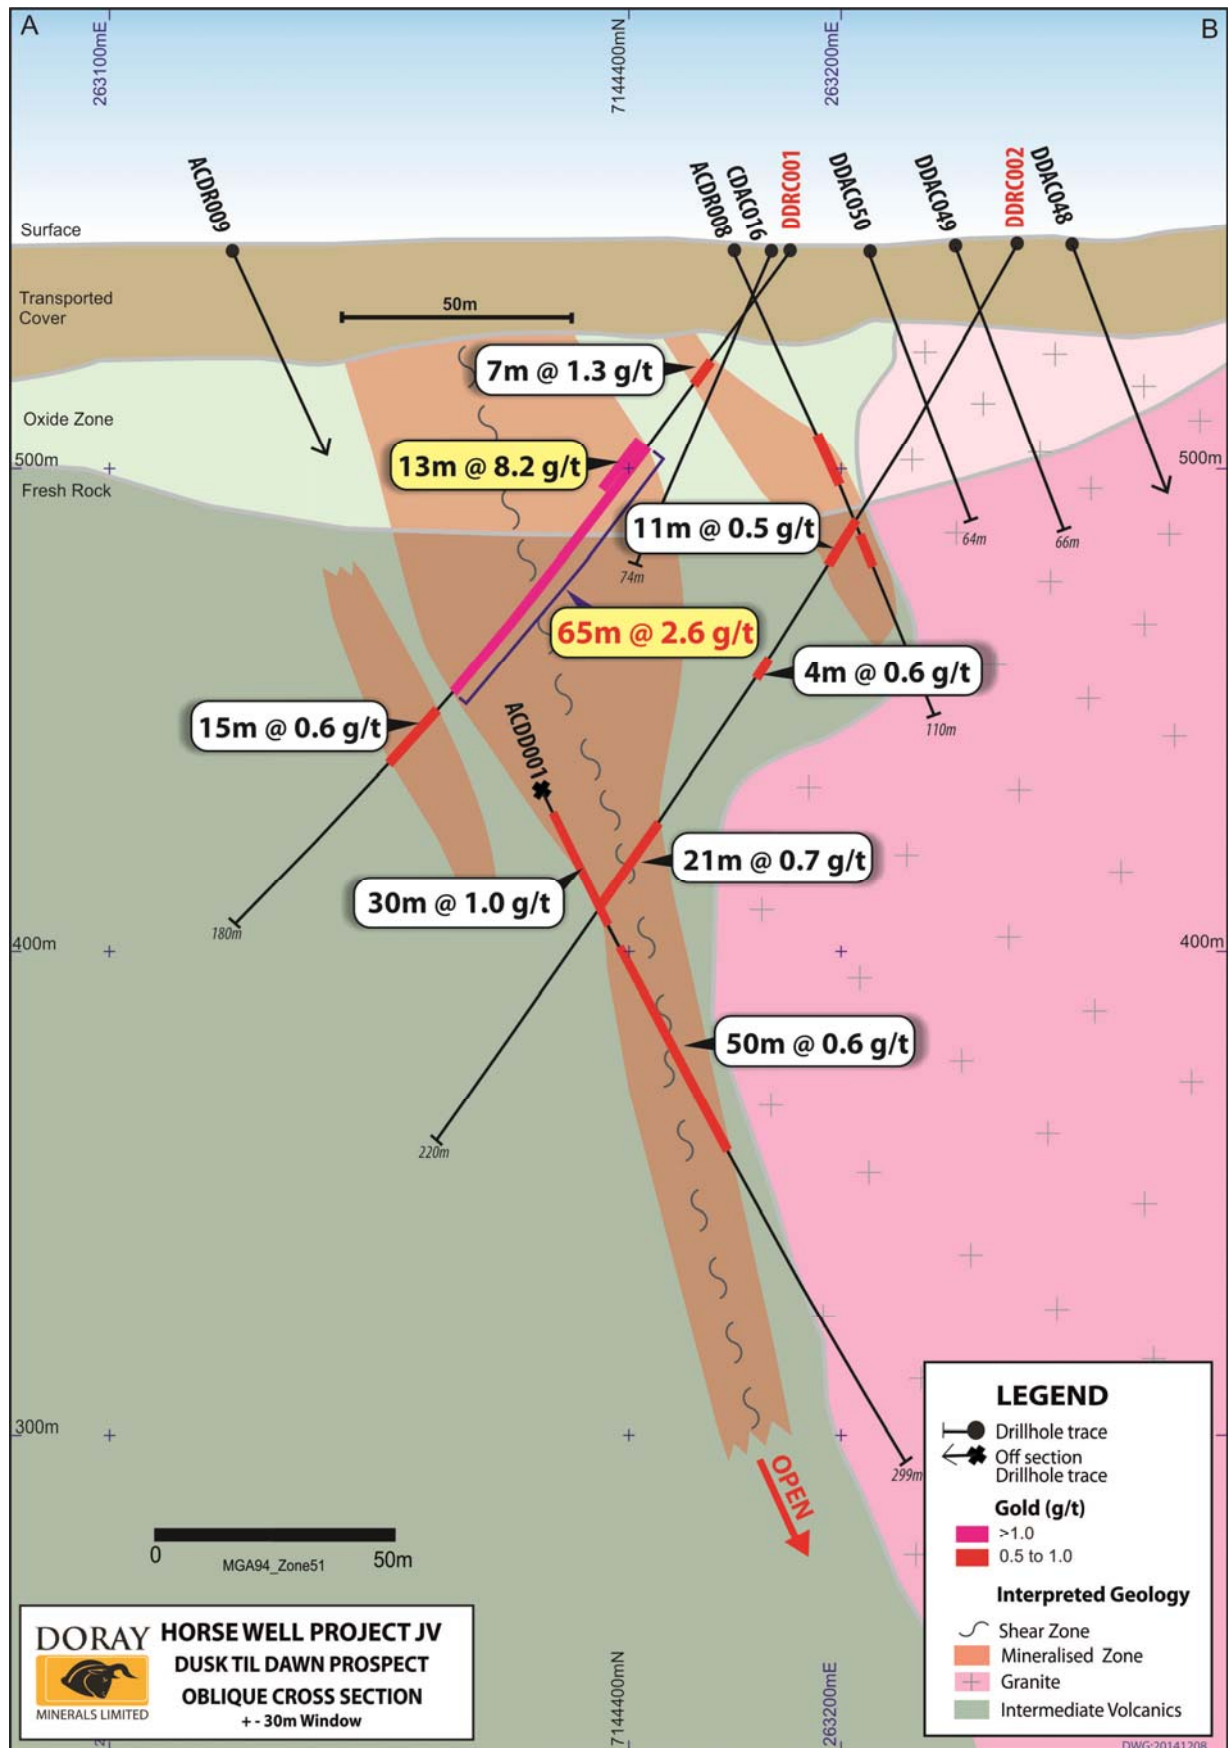 A
B
263100mE
7144400mN
263200mE
ACDR009
ACDR008
CDAC016
DDRC001
DDAC050
DDAC049
DDRC002
DDAC048
Surface
Transported
Cover
50m
7m @ 1.3 g/t
Oxide Zone
13m @ 8.2 g/t
500m
500m
Fresh Rock
11m @ 0.5 g/t
64m
66m
74m
65m @ 2.6 g/t
4m @ 0.6 g/t
15m @ 0.6 g/t
110m
ACDD001
21m @ 0.7 g/t
30m @ 1.0 g/t
180m
400m
400m
50m @ 0.6 g/t
220m
300m
OPEN
299m
0
50m
MGA94_Zone51
LEGEND
Drillhole trace
Off section
Drillhole trace
Gold (g/t)
>1.0
0.5 to 1.0
Interpreted Geology
Shear Zone
Mineralised Zone
Granite
Intermediate Volcanics
DORAY
MINERALS LIMITED
HORSE WELL PROJECT JV
DUSK TIL DAWN PROSPECT
OBLIQUE CROSS SECTION
+ - 30m Window
7144400mN
263200mE
DWG:20141208